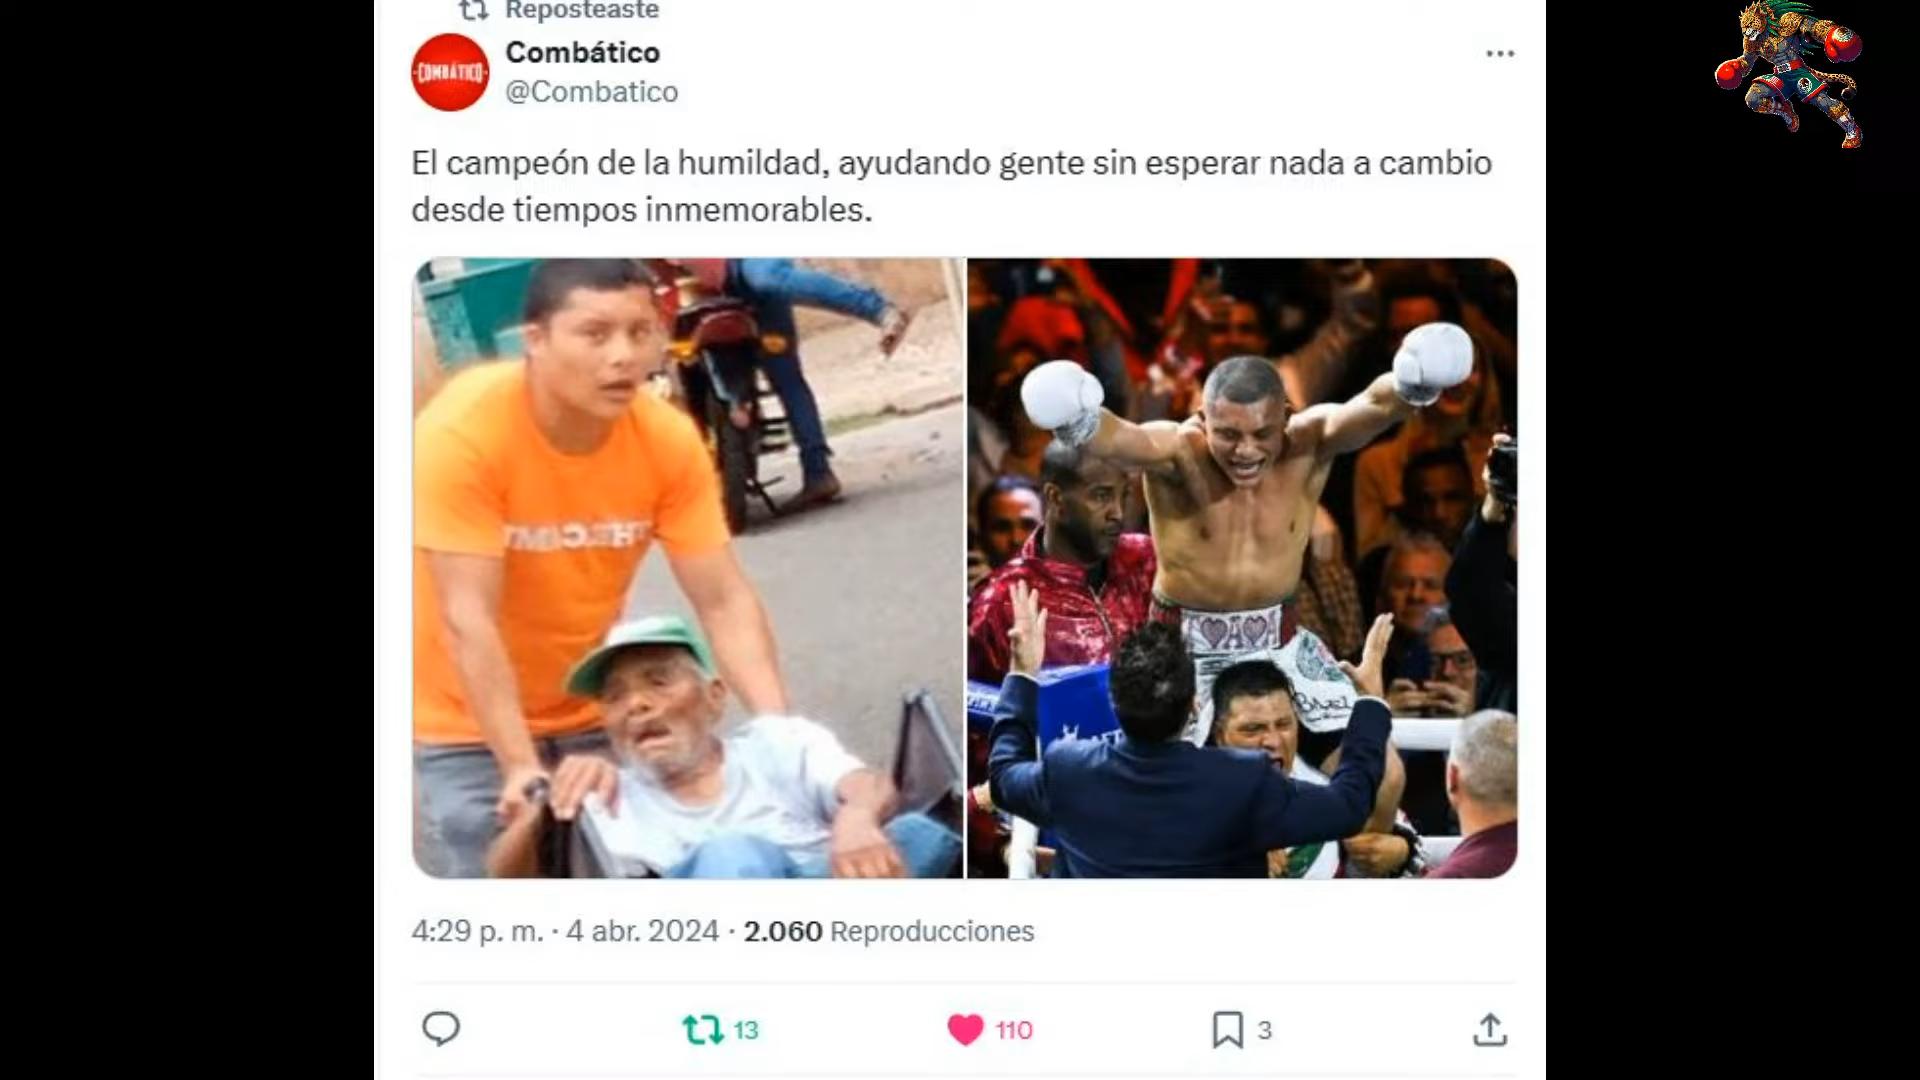 Reposteaste
Combático
·COMBÁTICO·
@Combatico
El campeón de la humildad, ayudando gente sin esperar nada a cambio
desde tiempos inmemorables.
4:29 p. m. · 4 abr. 2024 · 2.060 Reproducciones
13
110
3